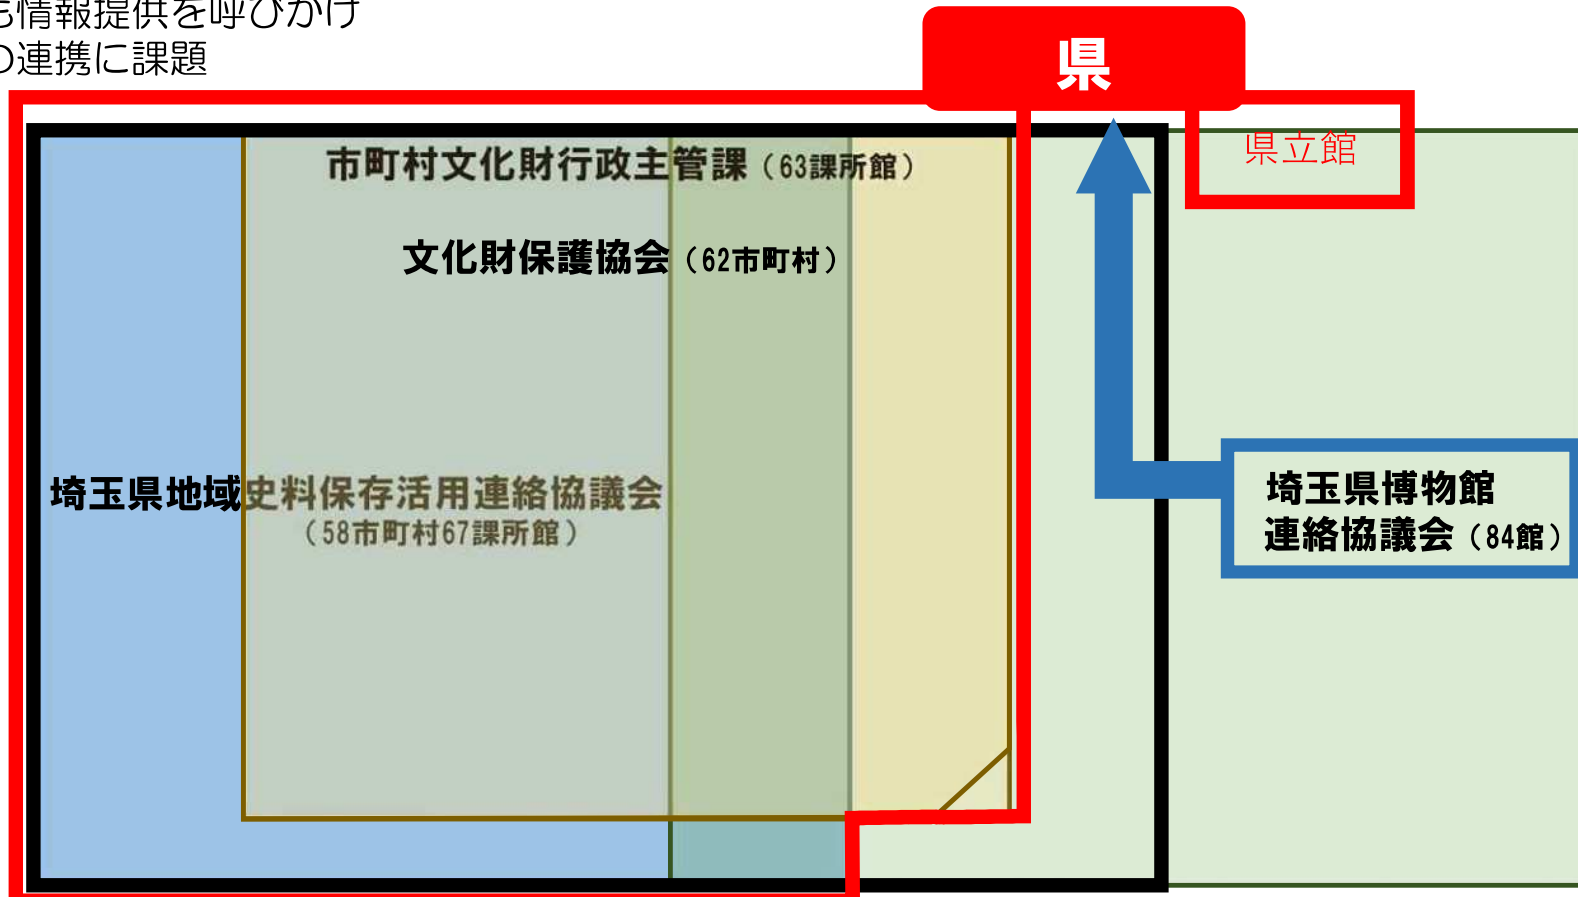 も情報提供を呼びかけ
の連携に課題
県
県立館
市町村文化財行政主管課（63課所館）
文化財保護協会（62市町村）
埼玉県地域史料保存活用連絡協議会
（58市町村67課所館）
埼玉県博物館
連絡協議会（84館）